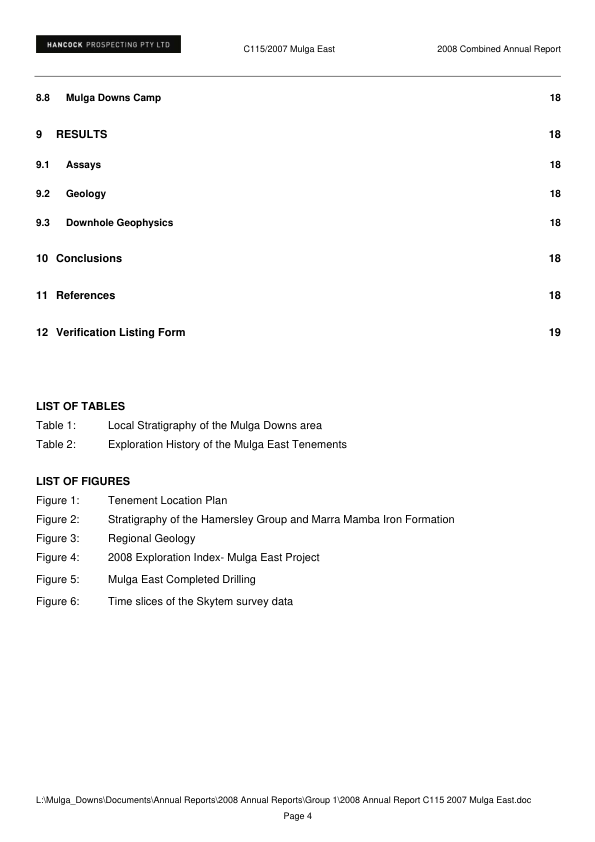 HANCOCK PROSPECTING PTY LTD C115/2007 Mulga East 2008 Combined Annual Report
8.8 Mulga Downs Camp 18
9 RESULTS 18
9.1 Assays 18
9.2 Geology 18
9.3 Downhole Geophysics 18
10 Conclusions 18
11 References 18
12 Verification Listing Form 19
LIST OF TABLES
Table 1: Local Stratigraphy of the Mulga Downs area
Table 2: Exploration History of the Mulga East Tenements
LIST OF FIGURES
Figure 1: Tenement Location Plan
Figure 2: Stratigraphy of the Hamersley Group and Marra Mamba Iron Formation
Figure 3: Regional Geology
Figure 4: 2008 Exploration Index- Mulga East Project
Figure 5: Mulga East Completed Drilling
Figure 6: Time slices of the Skytem survey data
L:\Mulga_Downs\Documents\Annual Reports\2008 Annual Reports\Group 1\2008 Annual Report C115 2007 Mulga East.doc
Page 4